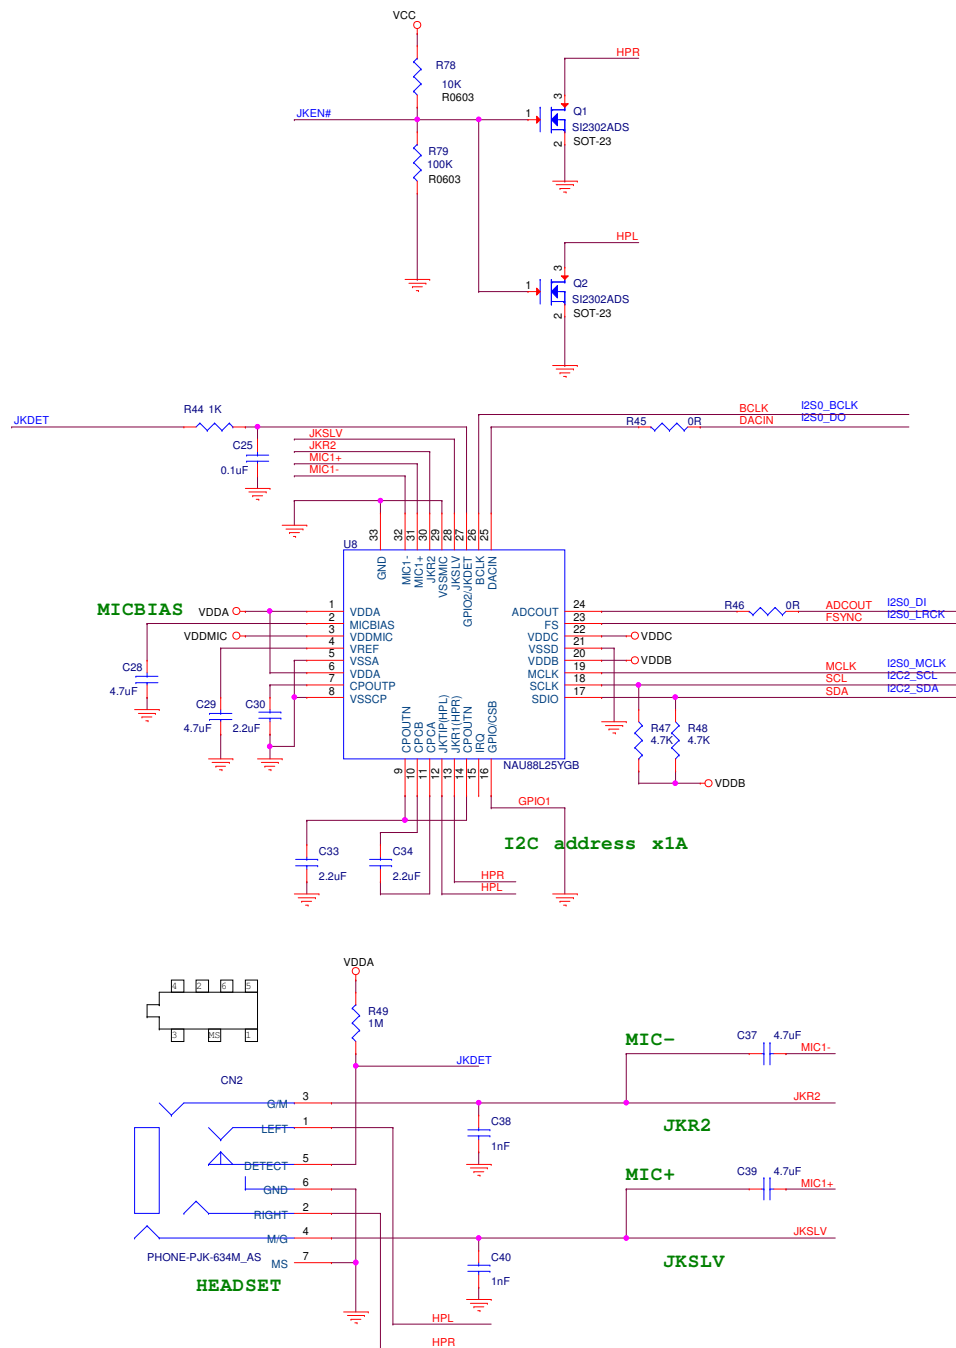 VCC
HPR
R78
10K
R0603
3
JKEN#
1
Q1
SI2302ADS
SOT-23
2
R79
100K
R0603
HPL
3
1
Q2
SI2302ADS
SOT-23
2
JKDET
R44 1K
C25
0.1uF
JKSLV
JKR2
MIC1+
MIC1-
BCLK
I2S0_BCLK
R45
0R
DACIN
I2S0_DO
33
32
31
30
29
28
27
26
25
U8
GND
MIC1-
MIC1+
JKR2
VSSMIC
JKSLV
GPIO2/JKDET
BCLK
DACIN
MICBIAS
VDDA
1
VDDA
2
MICBIAS
VDDMIC
3
VDDMIC
4
VREF
5
VSSA
6
VDDA
7
CPOUTP
8
VSSCP
ADCOUT
24
R46
0R
ADCOUT
I2S0_DI
FS
23
FSYNC
I2S0_LRCK
VDDC
22
VDDC
VSSD
21
VDDB
20
VDDB
MCLK
19
MCLK
I2S0_MCLK
SCLK
18
SCL
I2C2_SCL
SDIO
17
SDA
I2C2_SDA
C28
4.7uF
C29
4.7uF
C30
2.2uF
CPOUTN
CPCB
CPCA
JKTIP(HPL)
JKR1(HPR)
CPOUTN
IRQ
GPIO/CSB
NAU88L25YGB
9
10
11
12
13
14
15
16
R47
4.7K
R48
4.7K
VDDB
GPIO1
I2C address x1A
C33
2.2uF
C34
2.2uF
HPR
HPL
VDDA
4
2
6
5
3
MS
1
R49
1M
JKDET
MIC-
C37
4.7uF
MIC1-
CN2
G/M
3
JKR2
LEFT
1
C38
1nF
JKR2
DETECT
5
MIC+
C39
4.7uF
MIC1+
GND
6
RIGHT
2
M/G
4
JKSLV
PHONE-PJK-634M_AS
MS
7
C40
1nF
JKSLV
HEADSET
HPL
HPR